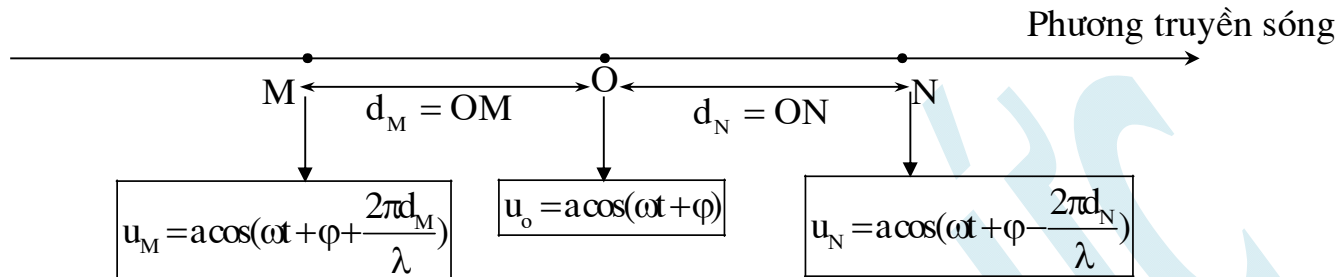 Phương truyền sóng
M O N
d_M = OM d_N = ON
u_M = acos(ωt + φ + 2πd_M/λ) u_o = acos(ωt + φ) u_N = acos(ωt + φ − 2πd_N/λ)